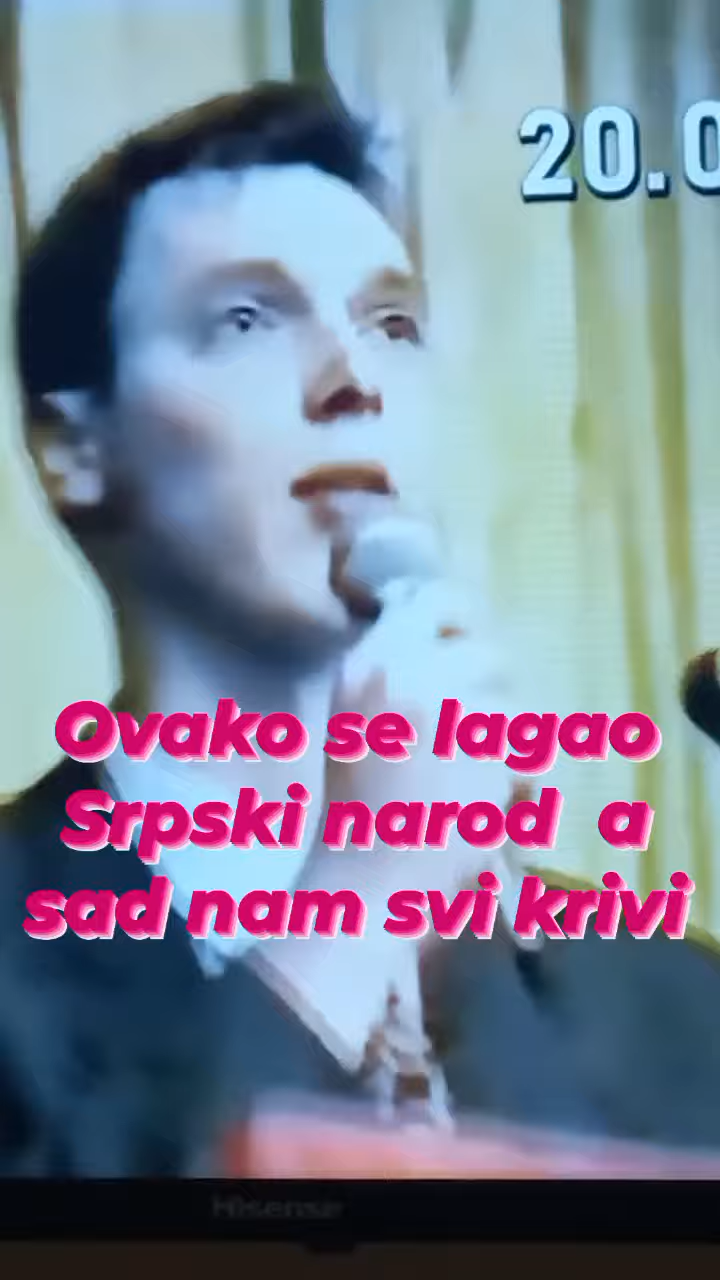 20.0
Ovako se lagao
Srpski narod a
sad nam svi krivi
Hisense